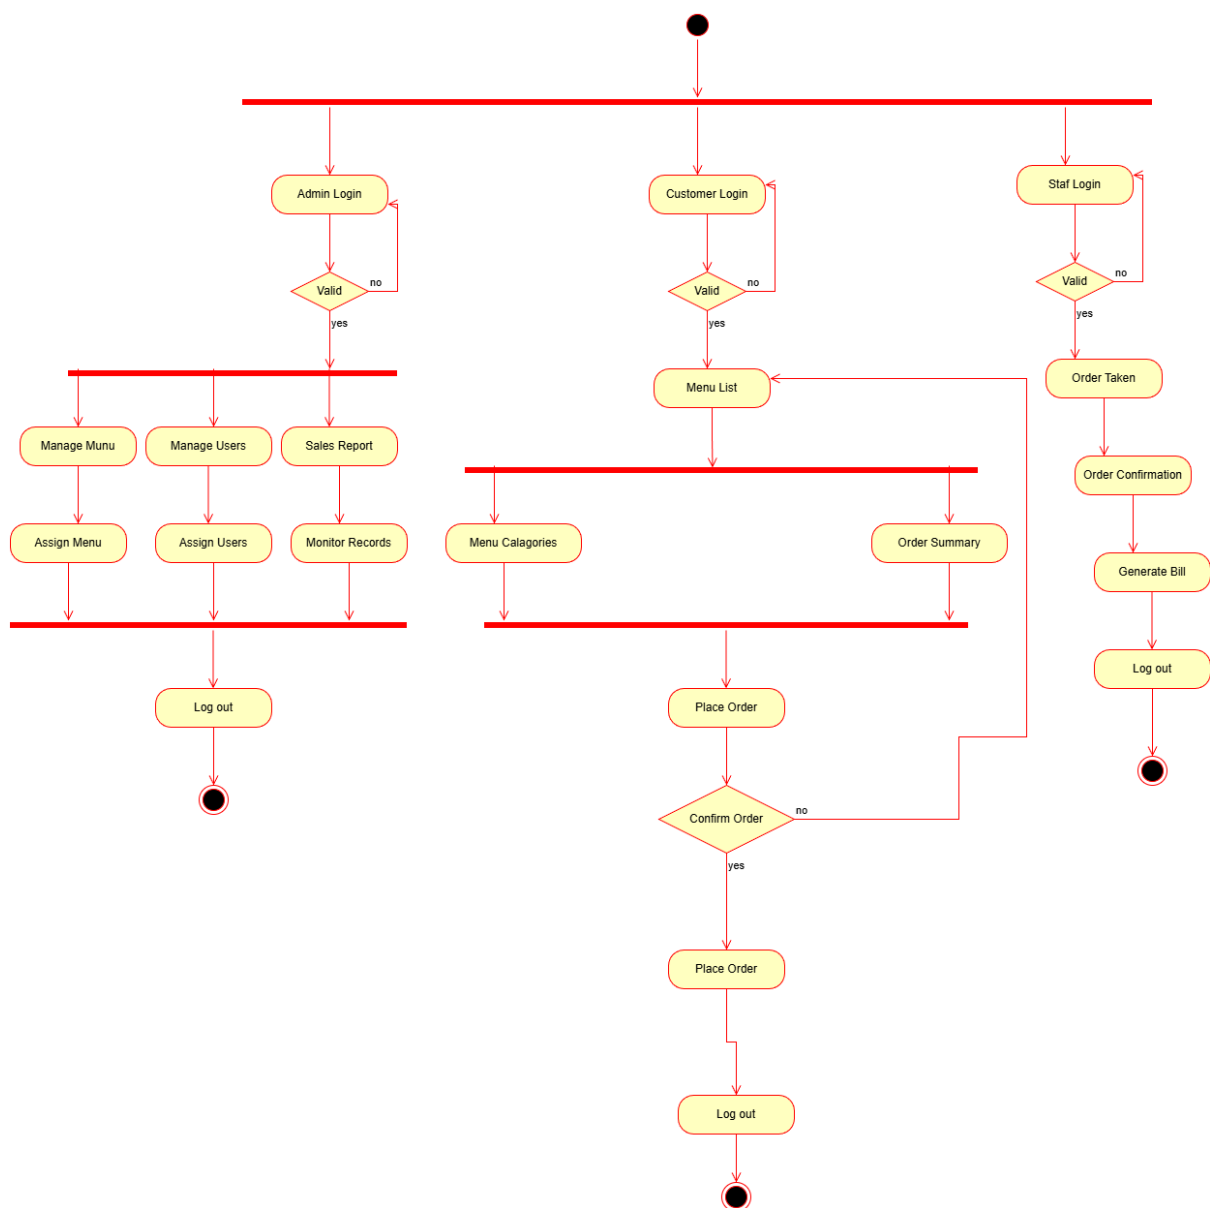 Admin Login
Customer Login
Staf Login
Valid
no
yes
Valid
no
yes
Valid
no
yes
Order Taken
Menu List
Manage Munu
Manage Users
Sales Report
Order Confirmation
Assign Menu
Assign Users
Monitor Records
Menu Calagories
Order Summary
Generate Bill
Log out
Log out
Place Order
Confirm Order
no
yes
Place Order
Log out